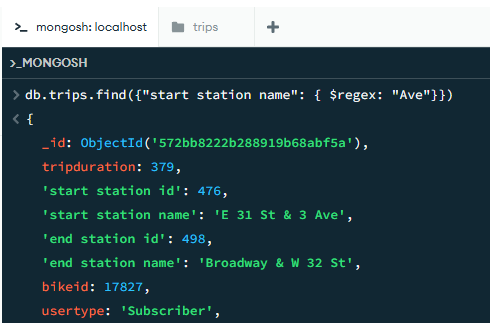 >_ mongosh: localhost trips +
>_MONGOSH
> db.trips.find({"start station name": { $regex: "Ave"}})
< {
_id: ObjectId('572bb8222b288919b68abf5a'),
tripduration: 379,
'start station id': 476,
'start station name': 'E 31 St & 3 Ave',
'end station id': 498,
'end station name': 'Broadway & W 32 St',
bikeid: 17827,
usertype: 'Subscriber',